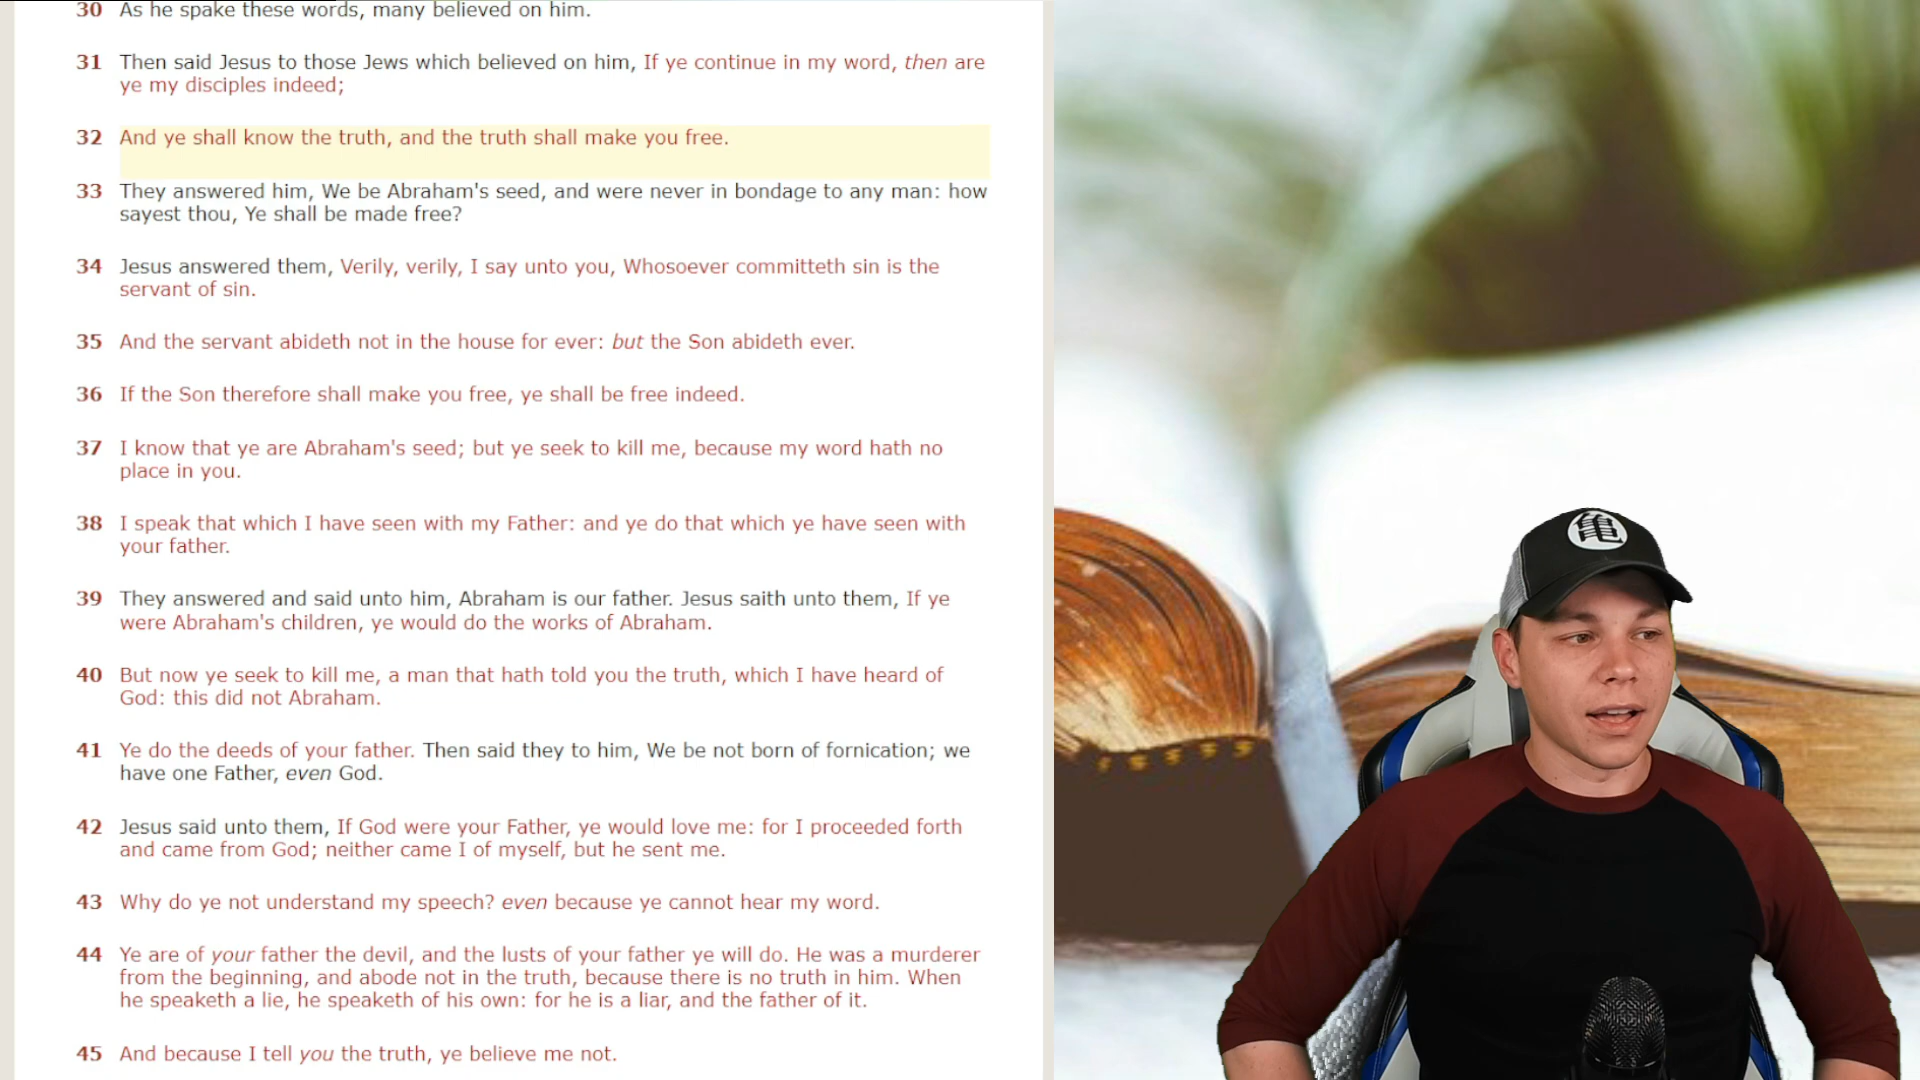 30 As he spake these words, many believed on him.
31 Then said Jesus to those Jews which believed on him, If ye continue in my word, then are
ye my disciples indeed;
32 And ye shall know the truth, and the truth shall make you free.
33 They answered him, We be Abraham's seed, and were never in bondage to any man: how
sayest thou, Ye shall be made free?
34 Jesus answered them, Verily, verily, I say unto you, Whosoever committeth sin is the
servant of sin.
35 And the servant abideth not in the house for ever: but the Son abideth ever.
36 If the Son therefore shall make you free, ye shall be free indeed.
37 I know that ye are Abraham's seed; but ye seek to kill me, because my word hath no
place in you.
38 I speak that which I have seen with my Father: and ye do that which ye have seen with
your father.
39 They answered and said unto him, Abraham is our father. Jesus saith unto them, If ye
were Abraham's children, ye would do the works of Abraham.
40 But now ye seek to kill me, a man that hath told you the truth, which I have heard of
God: this did not Abraham.
41 Ye do the deeds of your father. Then said they to him, We be not born of fornication; we
have one Father, even God.
42 Jesus said unto them, If God were your Father, ye would love me: for I proceeded forth
and came from God; neither came I of myself, but he sent me.
43 Why do ye not understand my speech? even because ye cannot hear my word.
44 Ye are of your father the devil, and the lusts of your father ye will do. He was a murderer
from the beginning, and abode not in the truth, because there is no truth in him. When
he speaketh a lie, he speaketh of his own: for he is a liar, and the father of it.
45 And because I tell you the truth, ye believe me not.